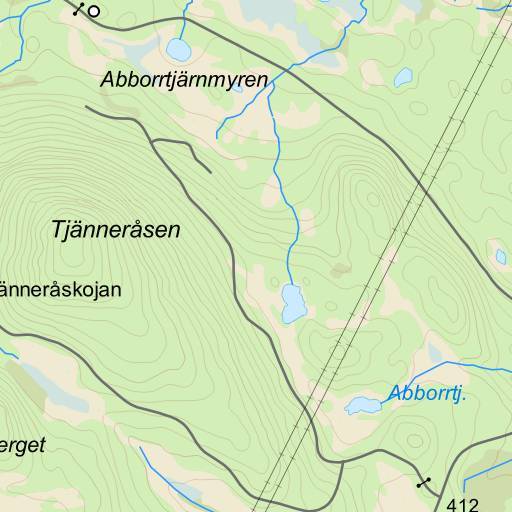 Abborrtjärnmyren
Tjänneråsen
änneråskojan
Abborrtj.
erget
412